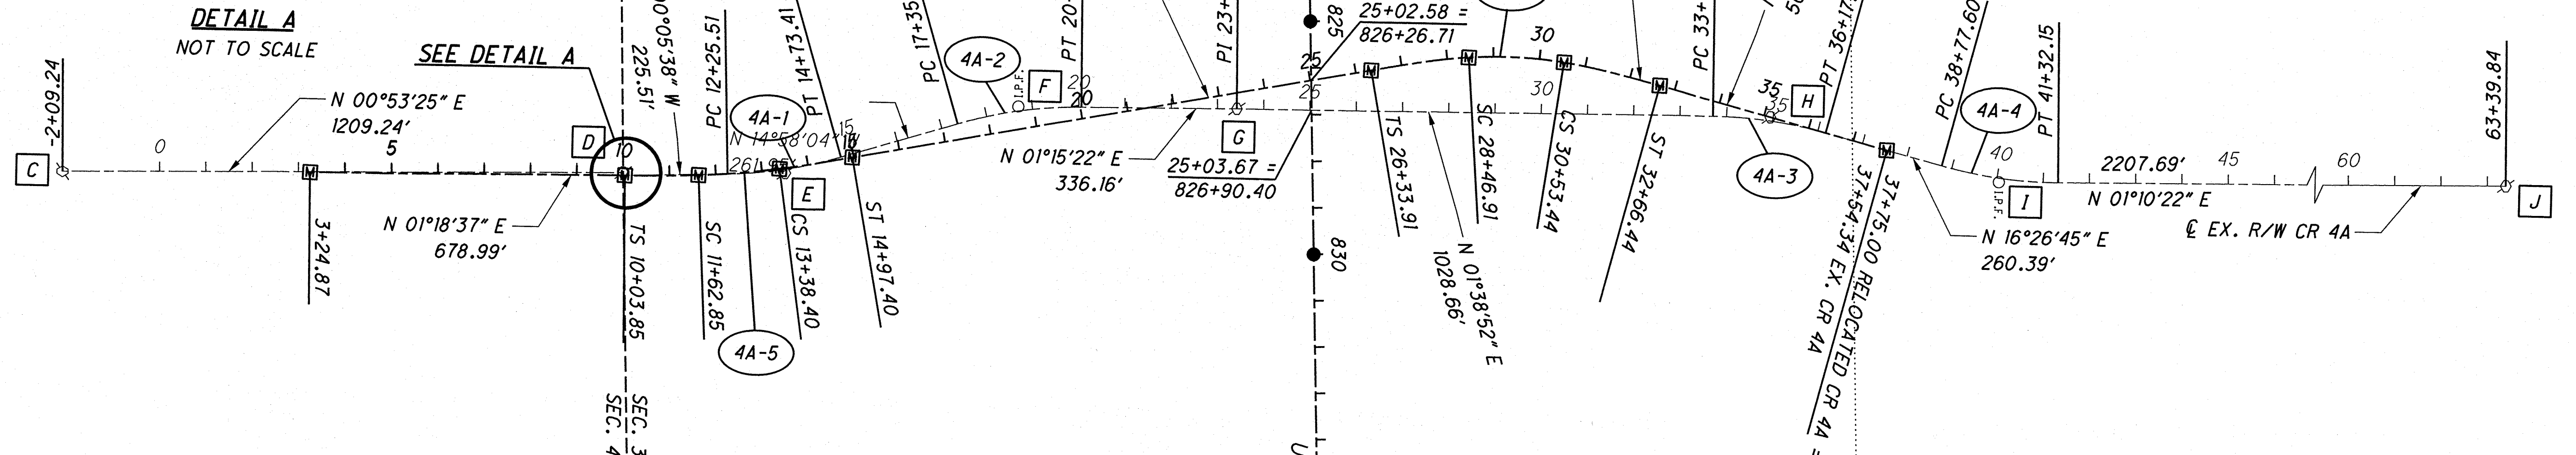 DETAIL A
NOT TO SCALE
SEE DETAIL A
-2+09.24
C
0
N 00°53'25" E
1209.24'
5
3+24.87
N 01°18'37" E
678.99'
D
10
TS 10+03.85
SEC. 3
SEC. 4
0°05'38" W
225.51'
PC 12+25.51
SC 11+62.85
4A-1
N 14°58'04" W
E
CS 13+38.40
4A-5
PT 14+73.41
15
ST 14+97.40
PC 17+35
4A-2
I.P.F.
F
20
20
PT 20
N 01°15'22" E
336.16'
PI 23+
G
25+03.67 =
826+90.40
25+02.58 =
826+26.71
825
25
25
830
TS 26+33.91
N 01°38'52" E
1028.66'
SC 28+46.91
30
30
CS 30+53.44
ST 32+66.44
PC 33+
35
35
H
4A-3
PT 36+17
37+75.00 RELOCATED CR 4A =
37+54.34 EX. CR 4A
PC 38+77.60
4A-4
40
I.P.F.
I
N 16°26'45" E
260.39'
PT 41+32.15
2207.69'
N 01°10'22" E
45
60
℄ EX. R/W CR 4A
63+39.84
J